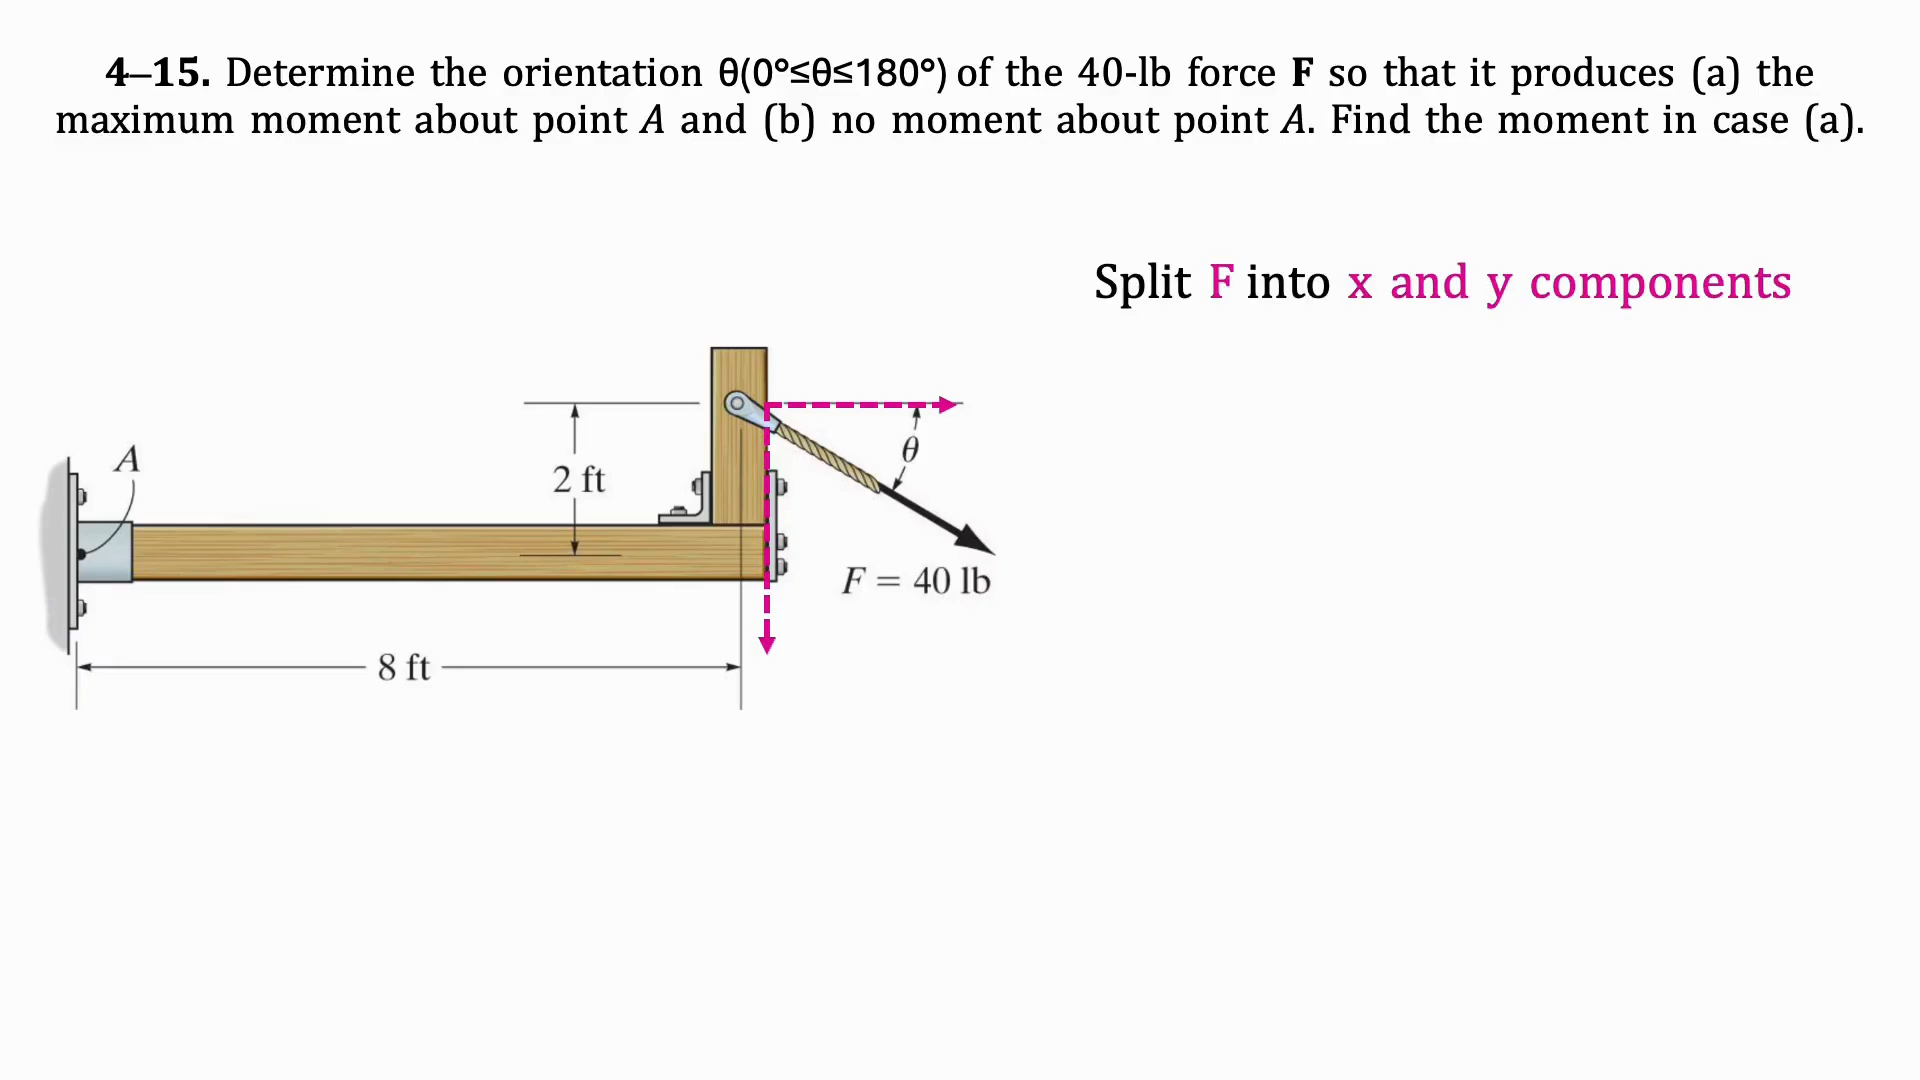 4–15. Determine the orientation θ(0°≤θ≤180°) of the 40-lb force F so that it produces (a) the
maximum moment about point A and (b) no moment about point A. Find the moment in case (a).
Split F into x and y components
A
2 ft
θ
F = 40 lb
8 ft